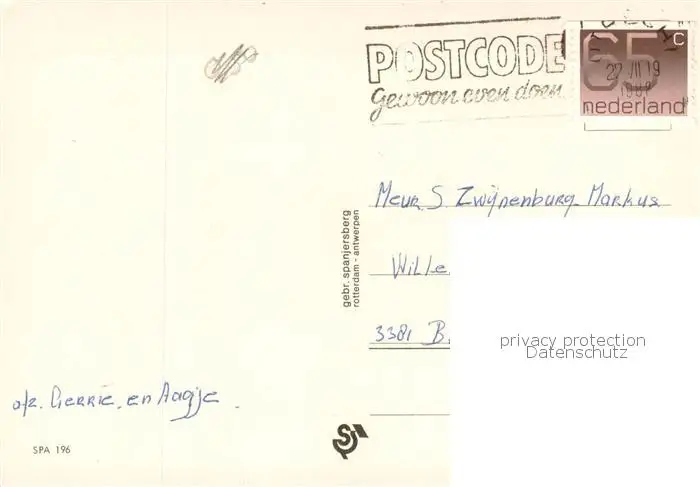 POSTCODE
Gewoon even doen
65 c
nederland
Mevr. S Zwijnenburg-Markus
Wille
3381 B.
gebr. spanjersberg
rotterdam - antwerpen
privacy protection
Datenschutz
a/z. Gerrie en Aagje.
SPA 196